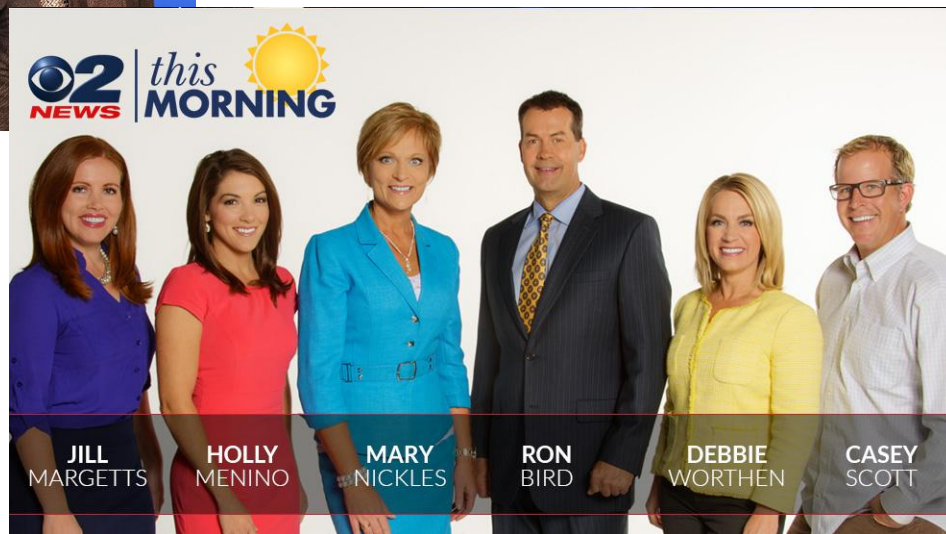 2 this
NEWS MORNING
JILL HOLLY MARY RON DEBBIE CASEY
MARGETTS MENINO NICKLES BIRD WORTHEN SCOTT